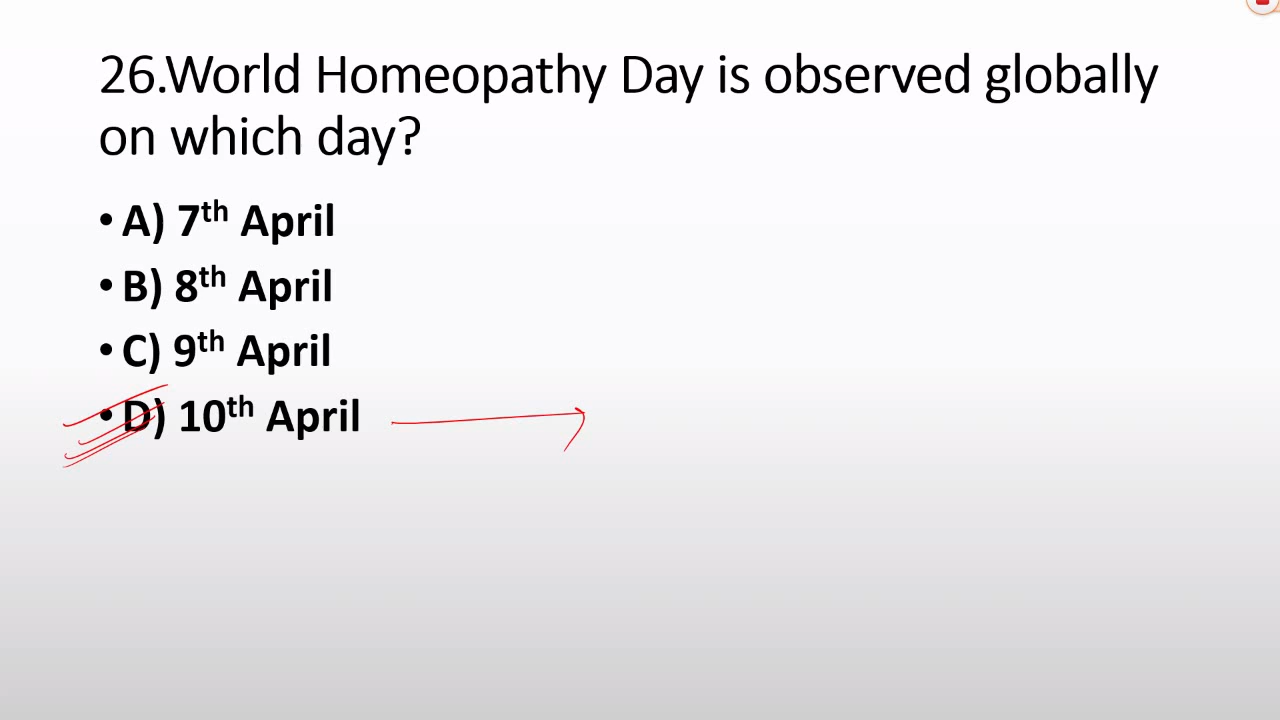 26.World Homeopathy Day is observed globally
on which day?
• A) 7th April
• B) 8th April
• C) 9th April
• D) 10th April